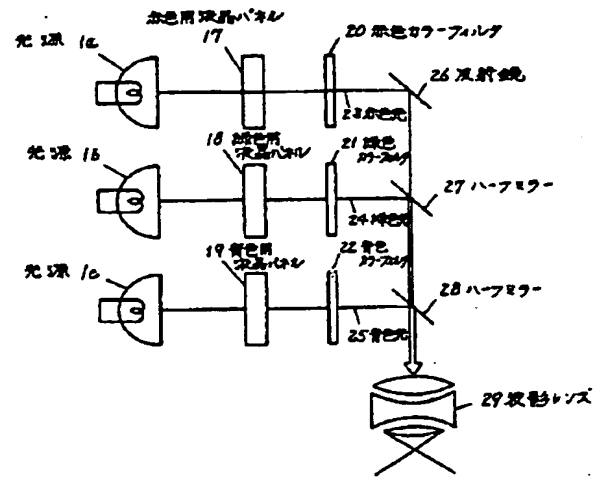 赤色用液晶パネル
17
光源 1a
20 赤色カラーフィルタ
26 反射鏡
23 赤色光
光源 1b
18 緑色用
液晶パネル
21 緑色
カラーフィルタ
27 ハーフミラー
24 緑色光
光源 1c
19 青色用
液晶パネル
22 青色
カラーフィルタ
28 ハーフミラー
25 青色光
29 投影レンズ